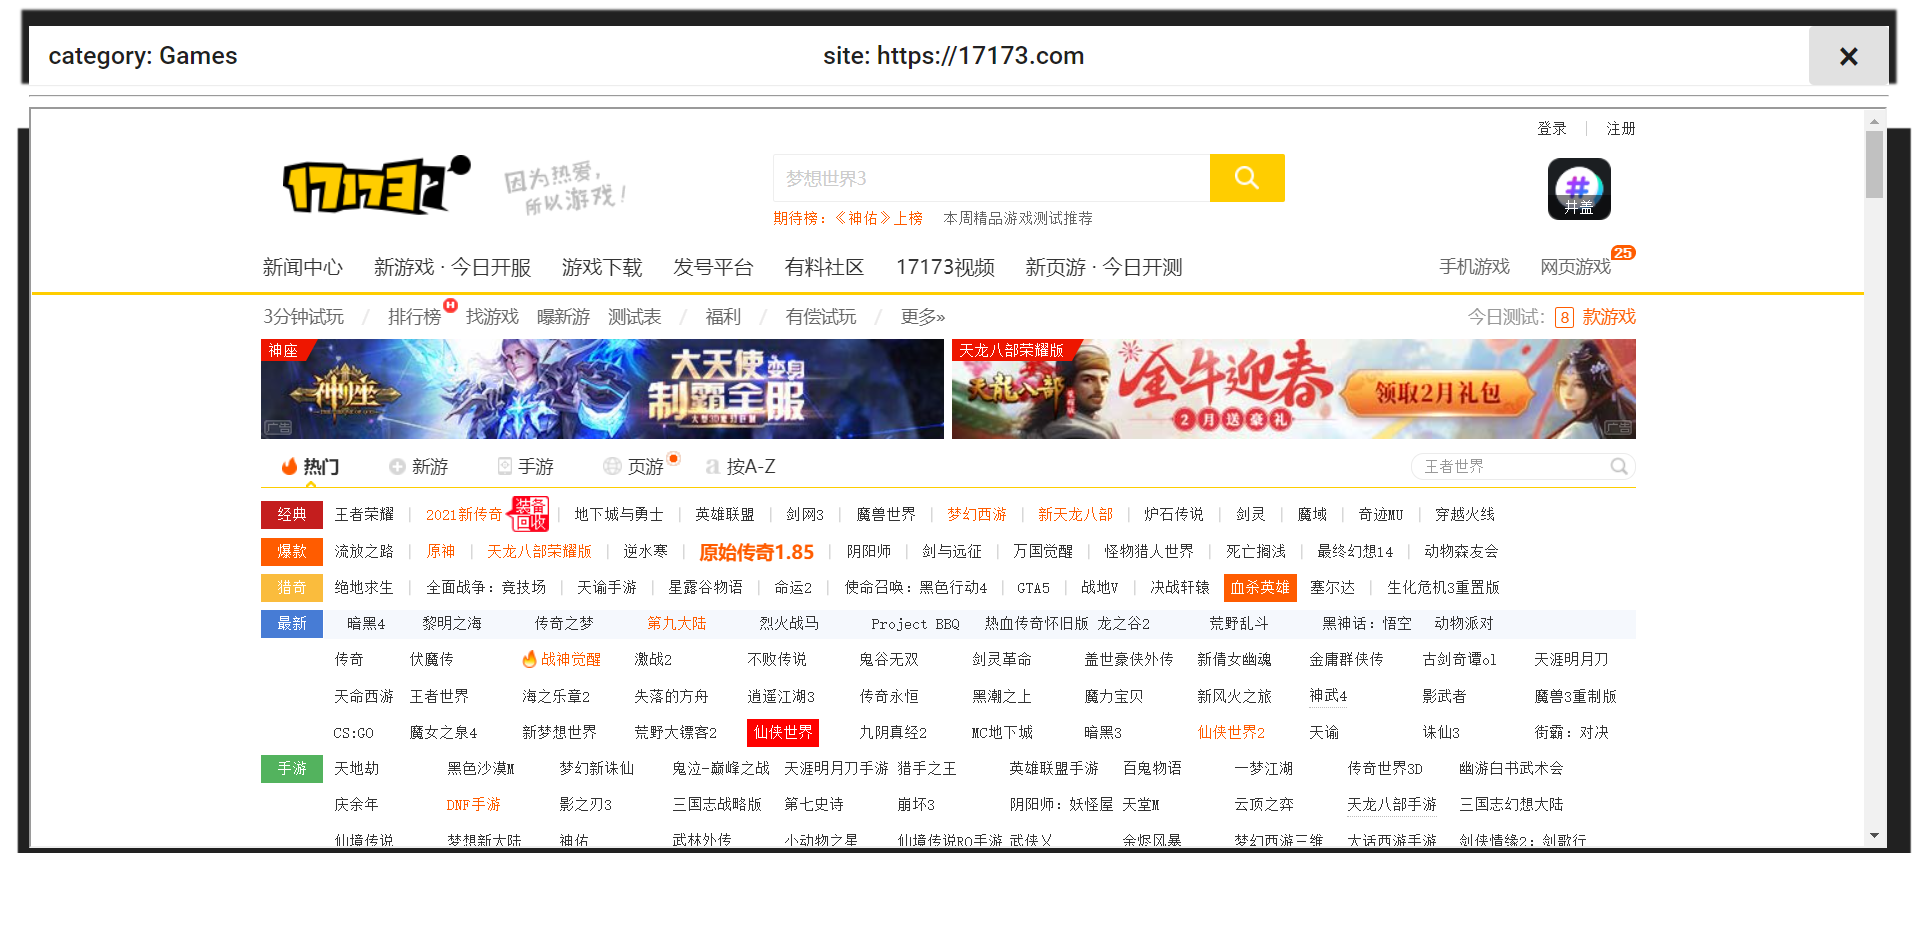 category: Games site: https://17173.com ×
登录 注册
17173 因为热爱,
所以游戏!
梦想世界3
井盖
期待榜：《神佑》上榜 本周精品游戏测试推荐
新闻中心 新游戏 · 今日开服 游戏下载 发号平台 有料社区 17173视频 新页游 · 今日开测 手机游戏 网页游戏 25
3分钟试玩 / 排行榜 H 找游戏 曝新游 测试表 / 福利 / 有偿试玩 / 更多» 今日测试： 8 款游戏
神座 大天使变身 制霸全服 广告
天龙八部荣耀版 天龙八部 金牛迎春 2月送豪礼 领取2月礼包 广告
热门 新游 手游 页游 a 按A-Z 王者世界
经典 王者荣耀 | 2021新传奇 装备回收 | 地下城与勇士 | 英雄联盟 | 剑网3 | 魔兽世界 | 梦幻西游 | 新天龙八部 | 炉石传说 | 剑灵 | 魔域 | 奇迹MU | 穿越火线
爆款 流放之路 | 原神 | 天龙八部荣耀版 | 逆水寒 | 原始传奇1.85 | 阴阳师 | 剑与远征 | 万国觉醒 | 怪物猎人世界 | 死亡搁浅 | 最终幻想14 | 动物森友会
猎奇 绝地求生 | 全面战争：竞技场 | 天谕手游 | 星露谷物语 | 命运2 | 使命召唤：黑色行动4 | GTA5 | 战地V | 决战轩辕 血杀英雄 塞尔达 | 生化危机3重置版
最新 暗黑4 黎明之海 传奇之梦 第九大陆 烈火战马 Project BBQ 热血传奇怀旧版 龙之谷2 荒野乱斗 黑神话：悟空 动物派对
传奇 伏魔传 战神觉醒 激战2 不败传说 鬼谷无双 剑灵革命 盖世豪侠外传 新倩女幽魂 金庸群侠传 古剑奇谭ol 天涯明月刀
天命西游 王者世界 海之乐章2 失落的方舟 逍遥江湖3 传奇永恒 黑潮之上 魔力宝贝 新风火之旅 神武4 影武者 魔兽3重制版
CS:GO 魔女之泉4 新梦想世界 荒野大镖客2 仙侠世界 九阴真经2 MC地下城 暗黑3 仙侠世界2 天谕 诛仙3 街霸：对决
手游 天地劫 黑色沙漠M 梦幻新诛仙 鬼泣-巅峰之战 天涯明月刀手游 猎手之王 英雄联盟手游 百鬼物语 一梦江湖 传奇世界3D 幽游白书武术会
庆余年 DNF手游 影之刃3 三国志战略版 第七史诗 崩坏3 阴阳师：妖怪屋 天堂M 云顶之弈 天龙八部手游 三国志幻想大陆
仙境传说 梦想新大陆 神佑 武林外传 小动物之星 仙境传说RO手游 武侠乂 余烬风暴 梦幻西游三维 大话西游手游 剑侠情缘2：剑歌行